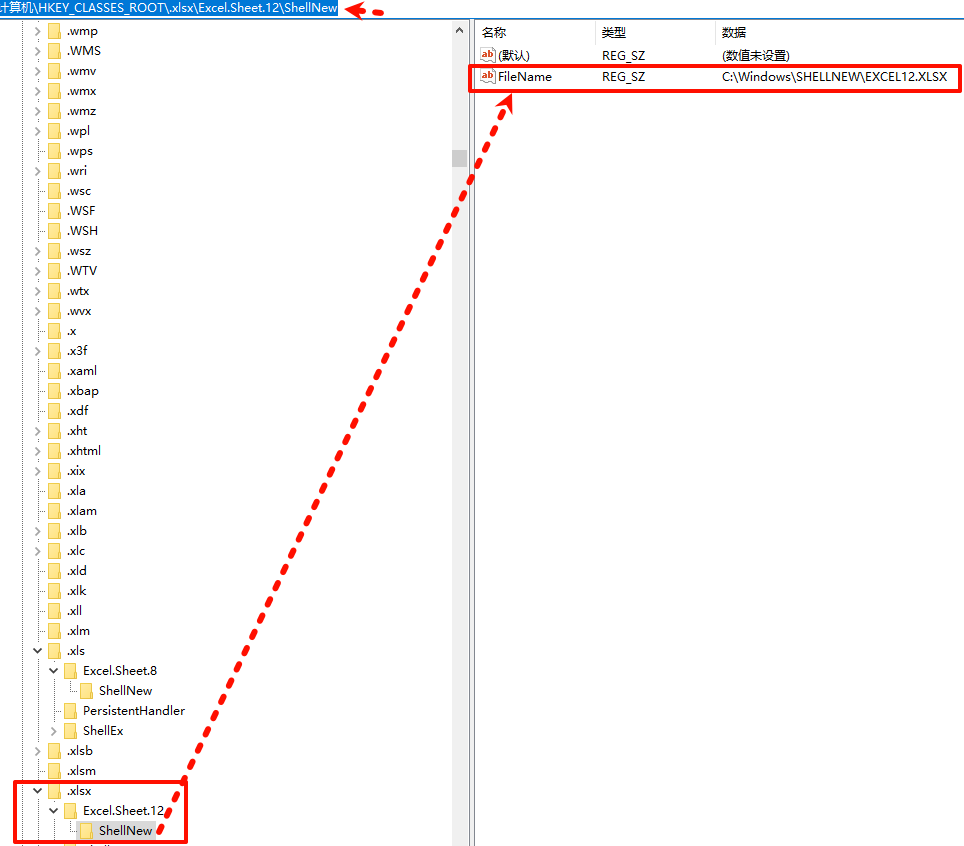 计算机\HKEY_CLASSES_ROOT\.xlsx\Excel.Sheet.12\ShellNew
.wmp
.WMS
.wmv
.wmx
.wmz
.wpl
.wps
.wri
.wsc
.WSF
.WSH
.wsz
.WTV
.wtx
.wvx
.x
.x3f
.xaml
.xbap
.xdf
.xht
.xhtml
.xix
.xla
.xlam
.xlb
.xlc
.xld
.xlk
.xll
.xlm
.xls
Excel.Sheet.8
ShellNew
PersistentHandler
ShellEx
.xlsb
.xlsm
.xlsx
Excel.Sheet.12
ShellNew
名称 类型 数据
ab (默认) REG_SZ (数值未设置)
ab FileName REG_SZ C:\Windows\SHELLNEW\EXCEL12.XLSX